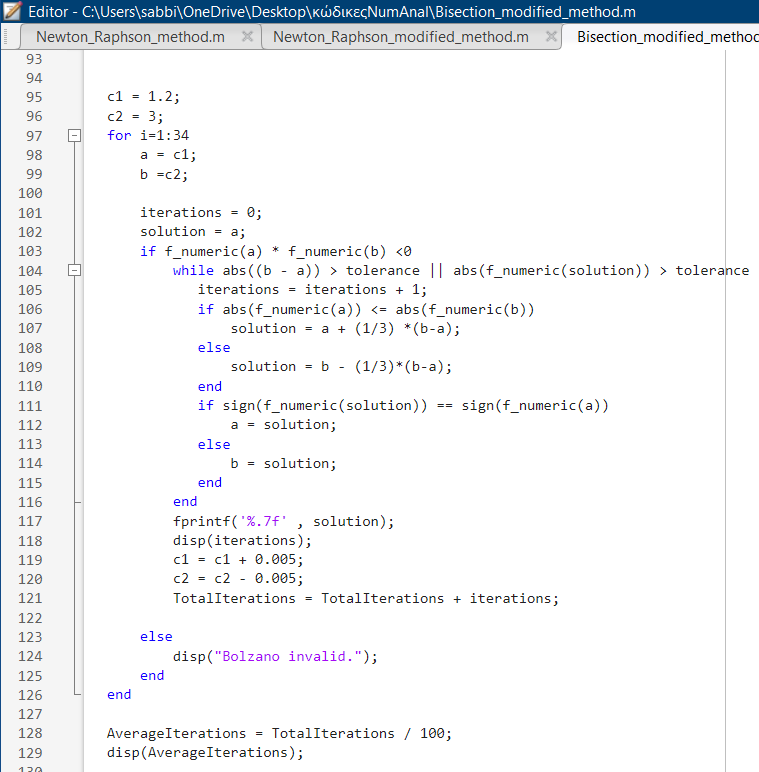 Editor - C:\Users\sabbi\OneDrive\Desktop\κώδικεςNumAnal\Bisection_modified_method.m
Newton_Raphson_method.m × Newton_Raphson_modified_method.m × Bisection_modified_method
93
94
95 c1 = 1.2;
96 c2 = 3;
97 for i=1:34
98 a = c1;
99 b =c2;
100
101 iterations = 0;
102 solution = a;
103 if f_numeric(a) * f_numeric(b) <0
104 while abs((b - a)) > tolerance || abs(f_numeric(solution)) > tolerance
105 iterations = iterations + 1;
106 if abs(f_numeric(a)) <= abs(f_numeric(b))
107 solution = a + (1/3) *(b-a);
108 else
109 solution = b - (1/3)*(b-a);
110 end
111 if sign(f_numeric(solution)) == sign(f_numeric(a))
112 a = solution;
113 else
114 b = solution;
115 end
116 end
117 fprintf('%.7f' , solution);
118 disp(iterations);
119 c1 = c1 + 0.005;
120 c2 = c2 - 0.005;
121 TotalIterations = TotalIterations + iterations;
122
123 else
124 disp("Bolzano invalid.");
125 end
126 end
127
128 AverageIterations = TotalIterations / 100;
129 disp(AverageIterations);
130